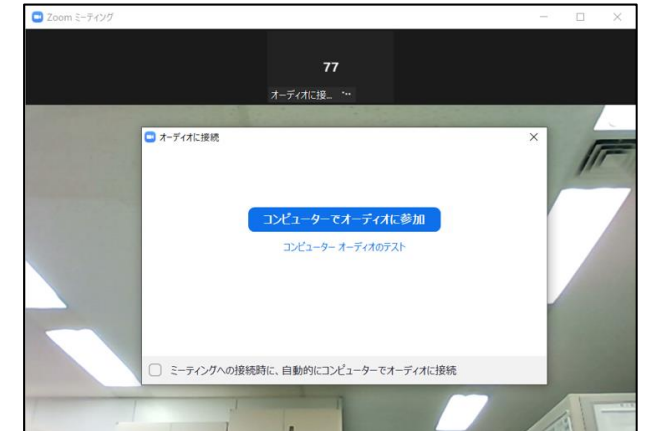 Zoom ミーティング
77
オーディオに接...
オーディオに接続
コンピューターでオーディオに参加
コンピューター オーディオのテスト
ミーティングへの接続時に、自動的にコンピューターでオーディオに接続